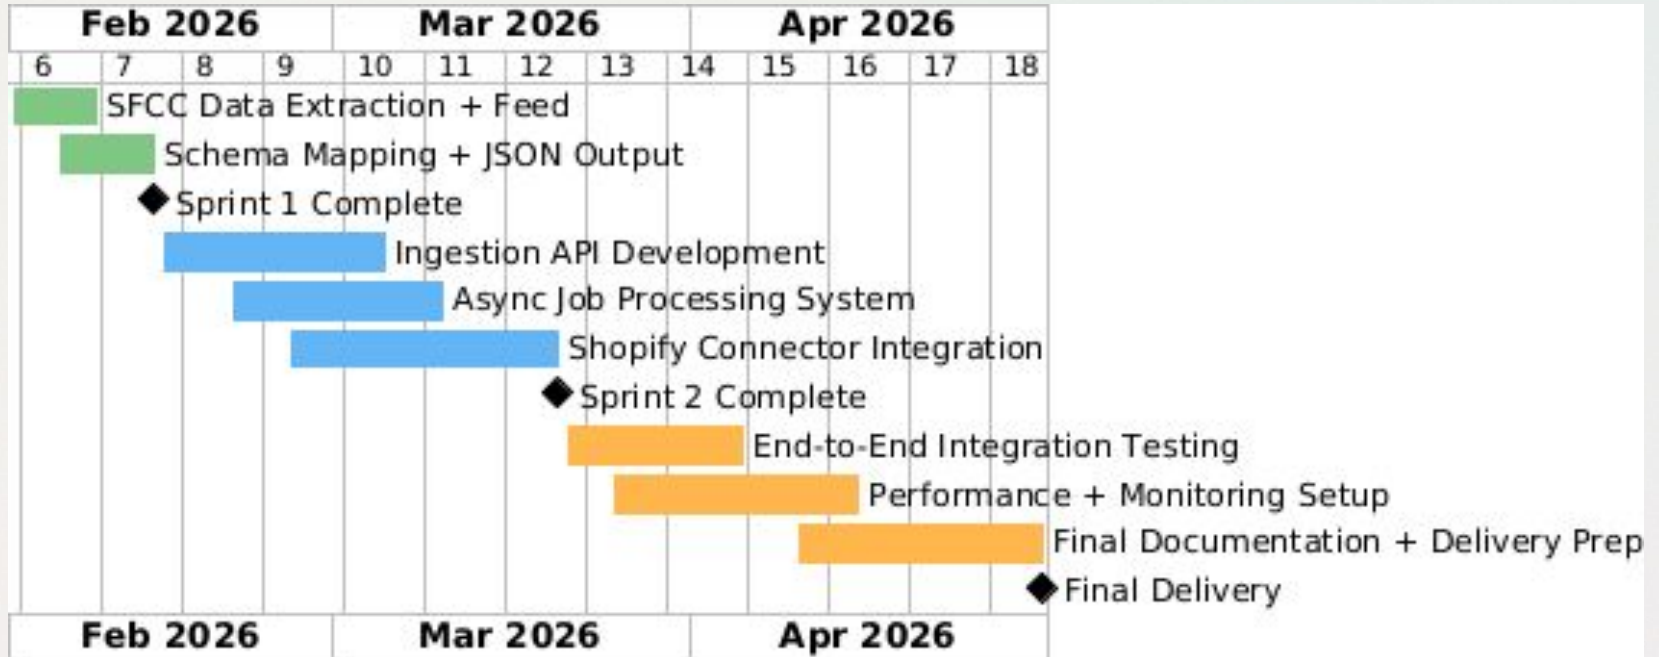 Feb 2026 Mar 2026 Apr 2026
6 7 8 9 10 11 12 13 14 15 16 17 18
SFCC Data Extraction + Feed
Schema Mapping + JSON Output
Sprint 1 Complete
Ingestion API Development
Async Job Processing System
Shopify Connector Integration
Sprint 2 Complete
End-to-End Integration Testing
Performance + Monitoring Setup
Final Documentation + Delivery Prep
Final Delivery
Feb 2026 Mar 2026 Apr 2026